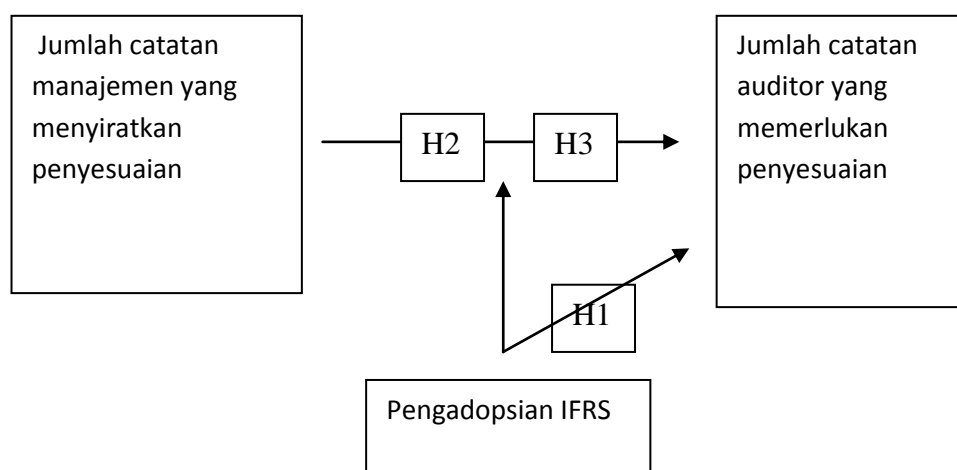 Jumlah catatan
manajemen yang
menyiratkan
penyesuaian
H2
H3
Jumlah catatan
auditor yang
memerlukan
penyesuaian
H1
Pengadopsian IFRS